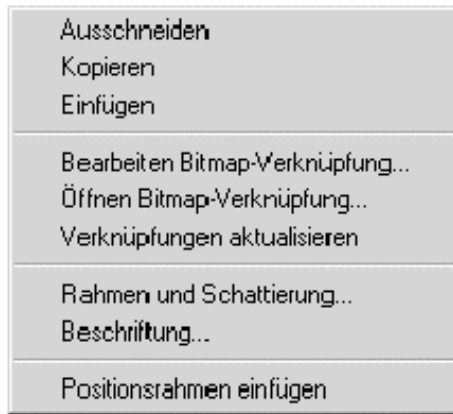 Ausschneiden
Kopieren
Einfügen
Bearbeiten Bitmap-Verknüpfung...
Öffnen Bitmap-Verknüpfung...
Verknüpfungen aktualisieren
Rahmen und Schattierung...
Beschriftung...
Positionsrahmen einfügen